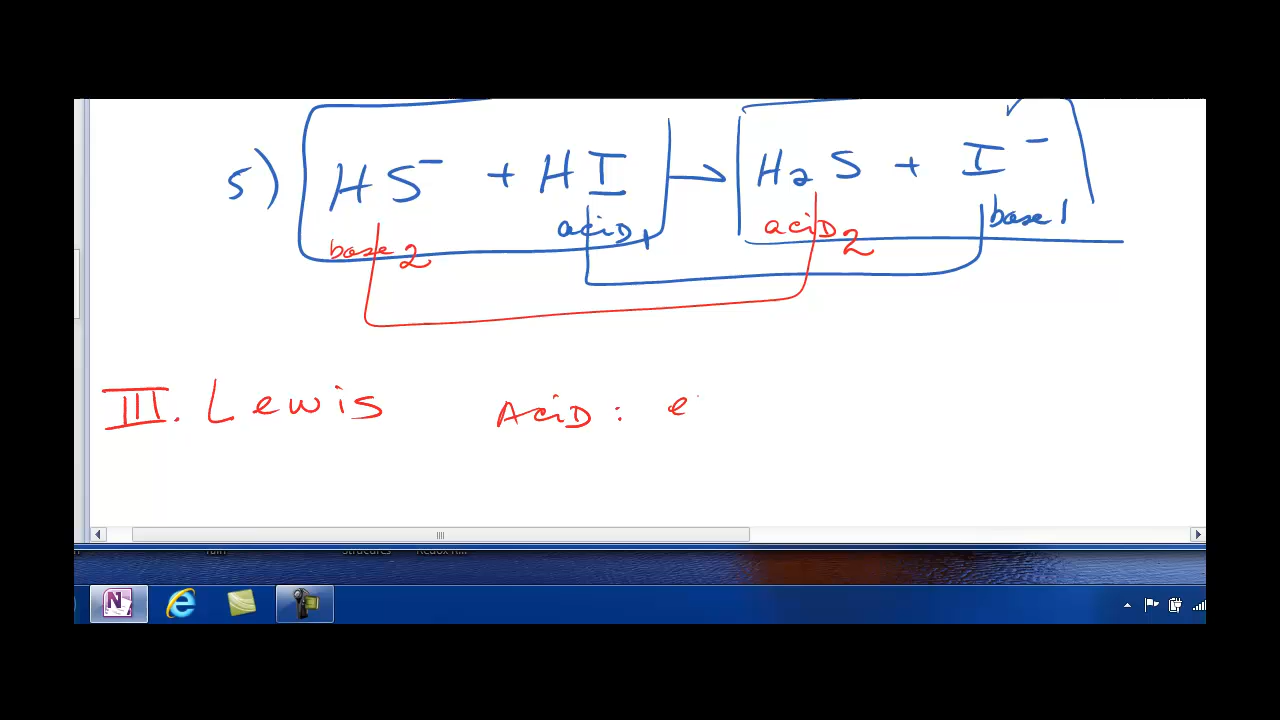 5) HS⁻ + HI → H₂S + I⁻
base 2 acid 1 acid 2 base 1
III. Lewis Acid: e